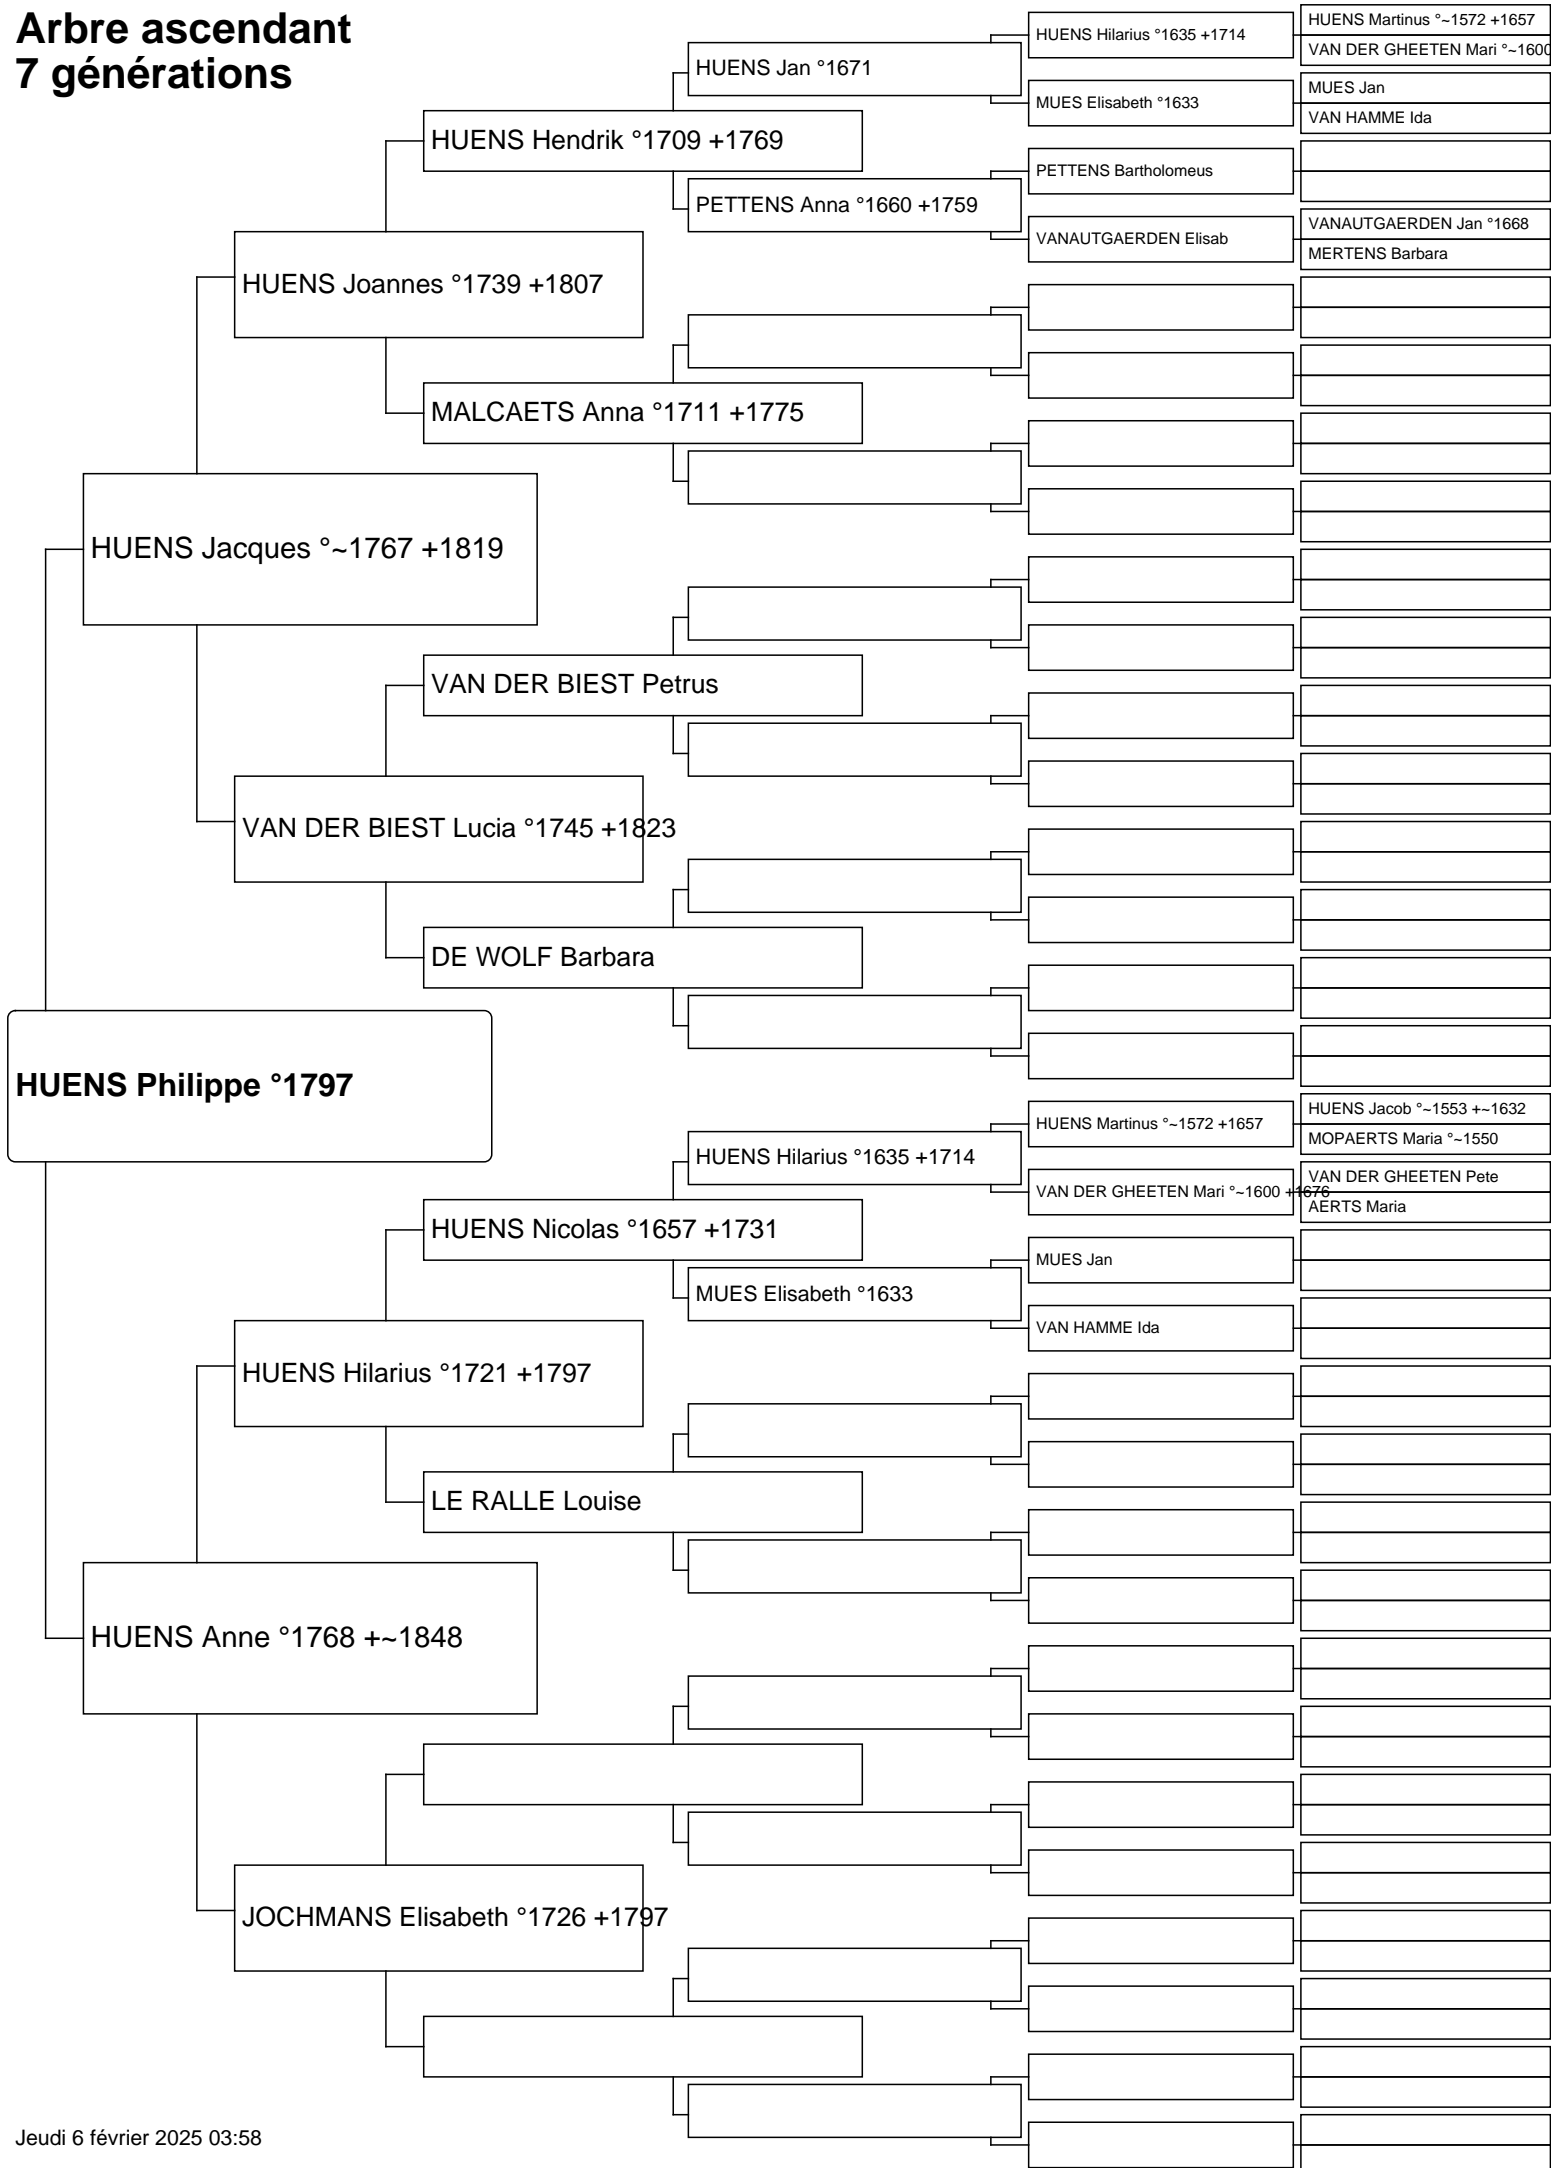 Arbre ascendant
7 générations
HUENS Hilarius °1635 +1714
HUENS Martinus °~1572 +1657
VAN DER GHEETEN Mari °~1600
HUENS Jan °1671
MUES Elisabeth °1633
MUES Jan
VAN HAMME Ida
HUENS Hendrik °1709 +1769
PETTENS Bartholomeus
PETTENS Anna °1660 +1759
VANAUTGAERDEN Elisab
VANAUTGAERDEN Jan °1668
MERTENS Barbara
HUENS Joannes °1739 +1807
MALCAETS Anna °1711 +1775
HUENS Jacques °~1767 +1819
VAN DER BIEST Petrus
VAN DER BIEST Lucia °1745 +1823
DE WOLF Barbara
HUENS Philippe °1797
HUENS Martinus °~1572 +1657
HUENS Jacob °~1553 +~1632
MOPAERTS Maria °~1550
HUENS Hilarius °1635 +1714
VAN DER GHEETEN Mari °~1600 +1676
VAN DER GHEETEN Pete
AERTS Maria
HUENS Nicolas °1657 +1731
MUES Jan
MUES Elisabeth °1633
VAN HAMME Ida
HUENS Hilarius °1721 +1797
LE RALLE Louise
HUENS Anne °1768 +~1848
JOCHMANS Elisabeth °1726 +1797
Jeudi 6 février 2025 03:58